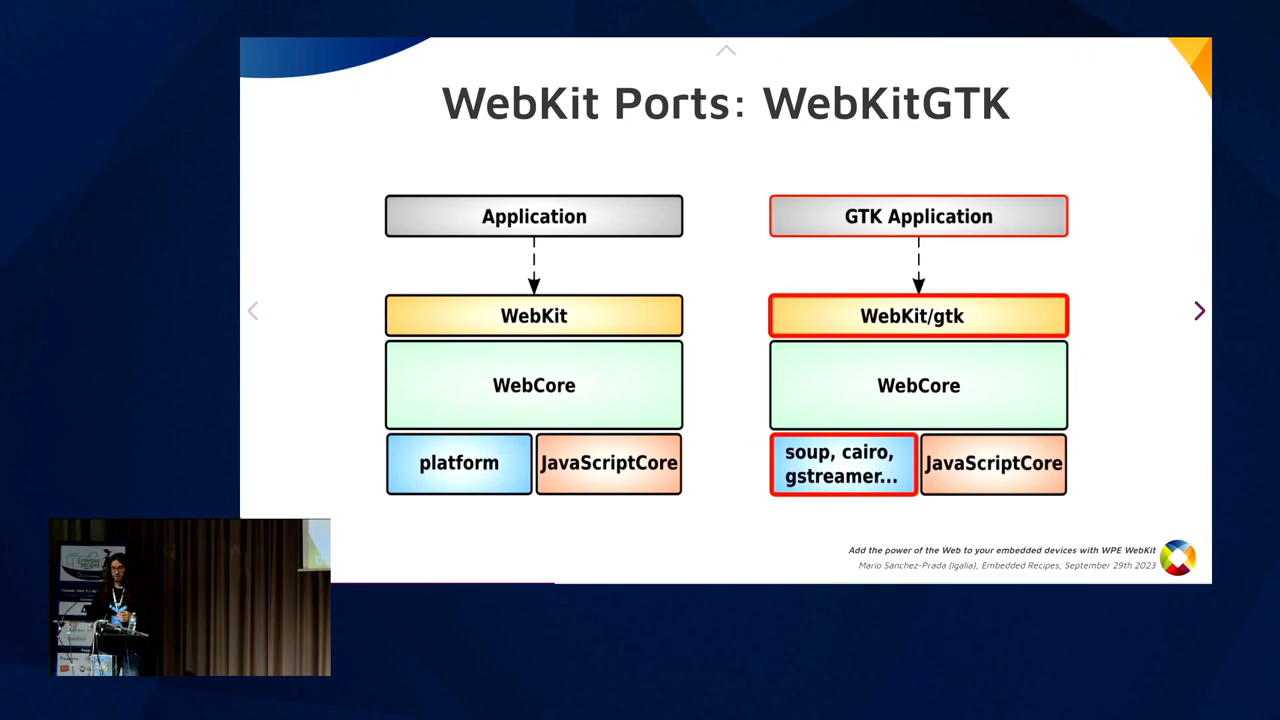 WebKit Ports: WebKitGTK
Application
WebKit
WebCore
platform
JavaScriptCore
GTK Application
WebKit/gtk
WebCore
soup, cairo,
gstreamer...
JavaScriptCore
Add the power of the Web to your embedded devices with WPE WebKit
Mario Sánchez-Prada (Igalia), Embedded Recipes, September 29th 2023